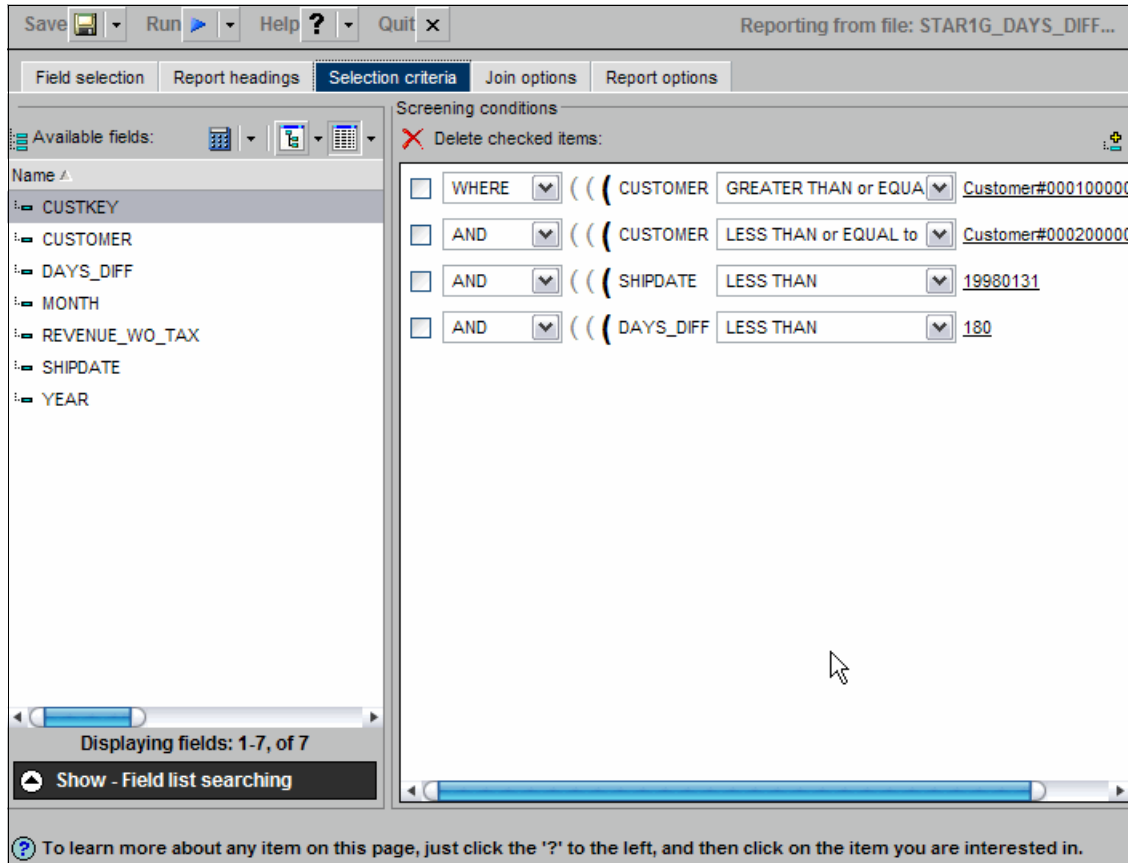 Save Run Help ? Quit X Reporting from file: STAR1G_DAYS_DIFF...
Field selection Report headings Selection criteria Join options Report options
Screening conditions
Available fields: Delete checked items:
Name
CUSTKEY
CUSTOMER
DAYS_DIFF
MONTH
REVENUE_WO_TAX
SHIPDATE
YEAR
WHERE ( ( ( CUSTOMER GREATER THAN or EQUA Customer#000100000
AND ( ( ( CUSTOMER LESS THAN or EQUAL to Customer#000200000
AND ( ( ( SHIPDATE LESS THAN 19980131
AND ( ( ( DAYS_DIFF LESS THAN 180
Displaying fields: 1-7, of 7
Show - Field list searching
? To learn more about any item on this page, just click the '?' to the left, and then click on the item you are interested in.